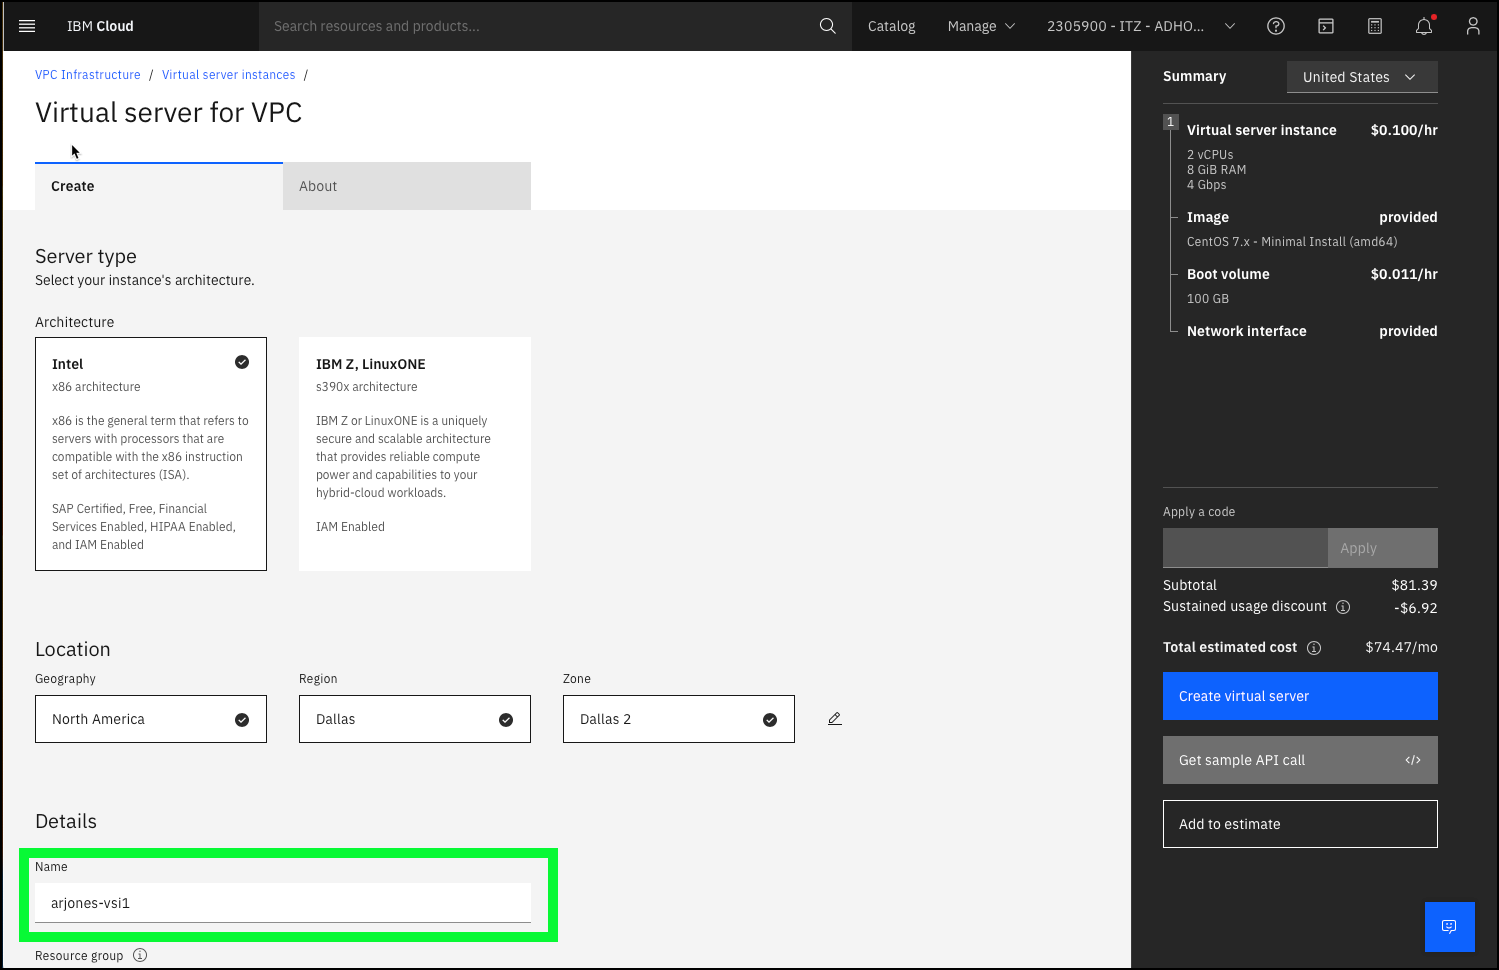 IBM Cloud
Search resources and products...
Catalog
Manage
2305900 - ITZ - ADHO...
VPC Infrastructure / Virtual server instances /
Virtual server for VPC
Create
About
Server type
Select your instance's architecture.
Architecture
Intel
x86 architecture
x86 is the general term that refers to
servers with processors that are
compatible with the x86 instruction
set of architectures (ISA).
SAP Certified, Free, Financial
Services Enabled, HIPAA Enabled,
and IAM Enabled
IBM Z, LinuxONE
s390x architecture
IBM Z or LinuxONE is a uniquely
secure and scalable architecture
that provides reliable compute
power and capabilities to your
hybrid-cloud workloads.
IAM Enabled
Location
Geography
North America
Region
Dallas
Zone
Dallas 2
Details
Name
arjones-vsi1
Resource group
Summary
United States
1
Virtual server instance $0.100/hr
2 vCPUs
8 GiB RAM
4 Gbps
Image provided
CentOS 7.x - Minimal Install (amd64)
Boot volume $0.011/hr
100 GB
Network interface provided
Apply a code
Apply
Subtotal $81.39
Sustained usage discount -$6.92
Total estimated cost $74.47/mo
Create virtual server
Get sample API call </>
Add to estimate